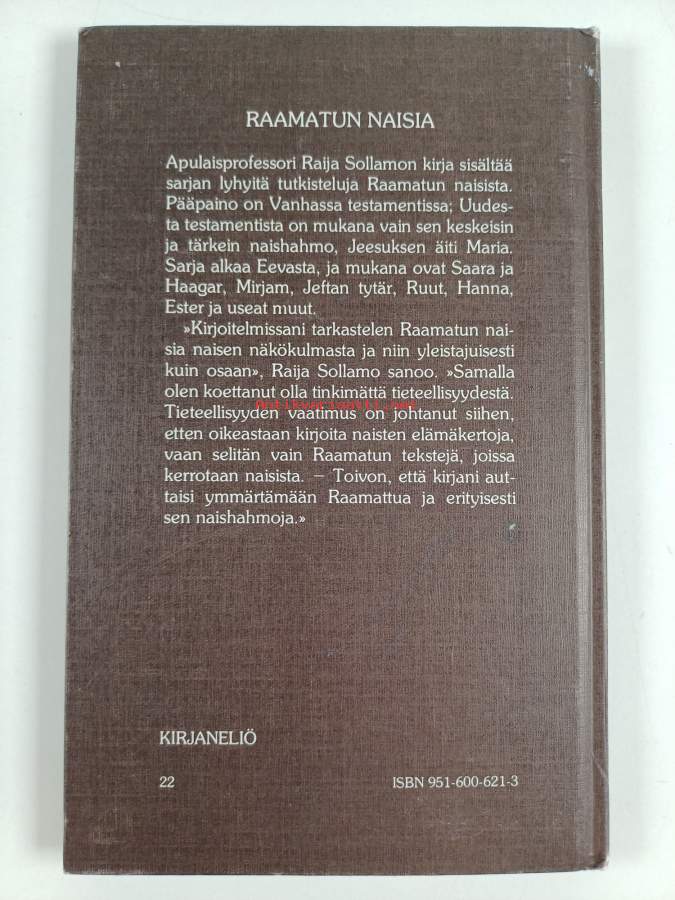 RAAMATUN NAISIA
Apulaisprofessori Raija Sollamon kirja sisältää
sarjan lyhyitä tutkisteluja Raamatun naisista.
Pääpaino on Vanhassa testamentissa; Uudes-
ta testamentista on mukana vain sen keskeisin
ja tärkein naishahmo, Jeesuksen äiti Maria.
Sarja alkaa Eevasta, ja mukana ovat Saara ja
Haagar, Mirjam, Jeftan tytär, Ruut, Hanna,
Ester ja useat muut.
»Kirjoitelmissani tarkastelen Raamatun nai-
sia naisen näkökulmasta ja niin yleistajuisesti
kuin osaan», Raija Sollamo sanoo. »Samalla
olen koettanut olla tinkimättä tieteellisyydestä.
Tieteellisyyden vaatimus on johtanut siihen,
etten oikeastaan kirjoita naisten elämäkertoja,
vaan selitän vain Raamatun tekstejä, joissa
kerrotaan naisista. — Toivon, että kirjani aut-
taisi ymmärtämään Raamattua ja erityisesti
sen naishahmoja.»
KIRJANELIÖ
22 ISBN 951-600-621-3